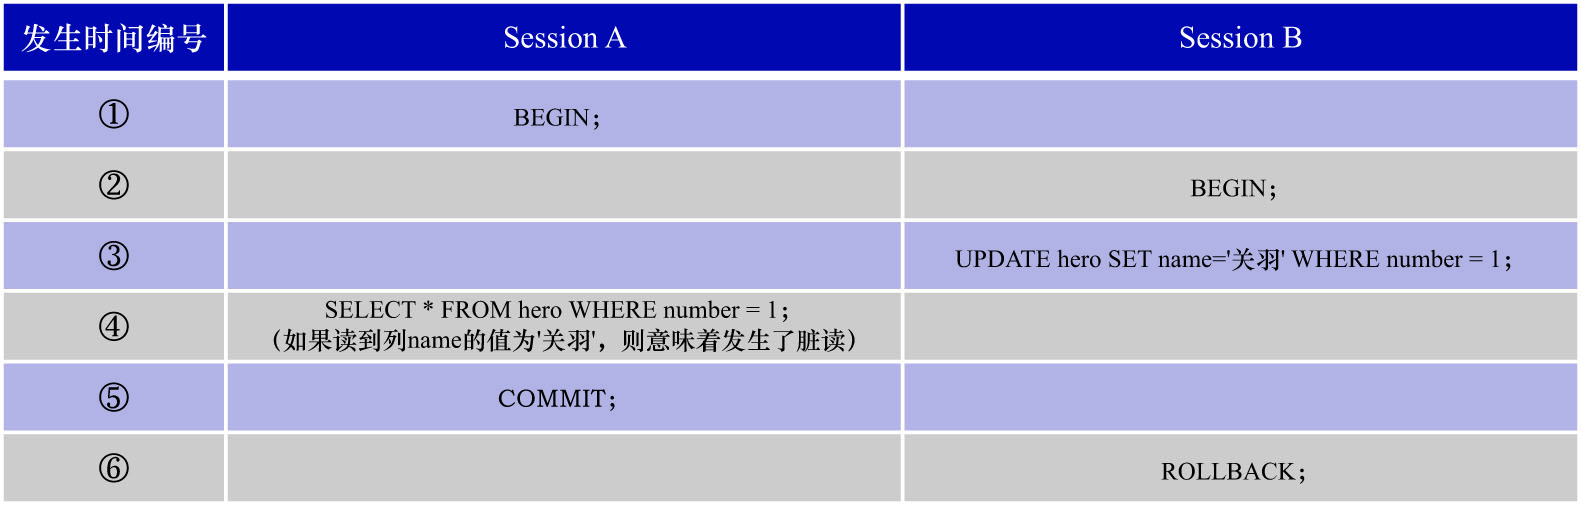 发生时间编号 Session A Session B
① BEGIN；
② BEGIN；
③ UPDATE hero SET name='关羽' WHERE number = 1；
④ SELECT * FROM hero WHERE number = 1；
（如果读到列name的值为'关羽'，则意味着发生了脏读）
⑤ COMMIT；
⑥ ROLLBACK；